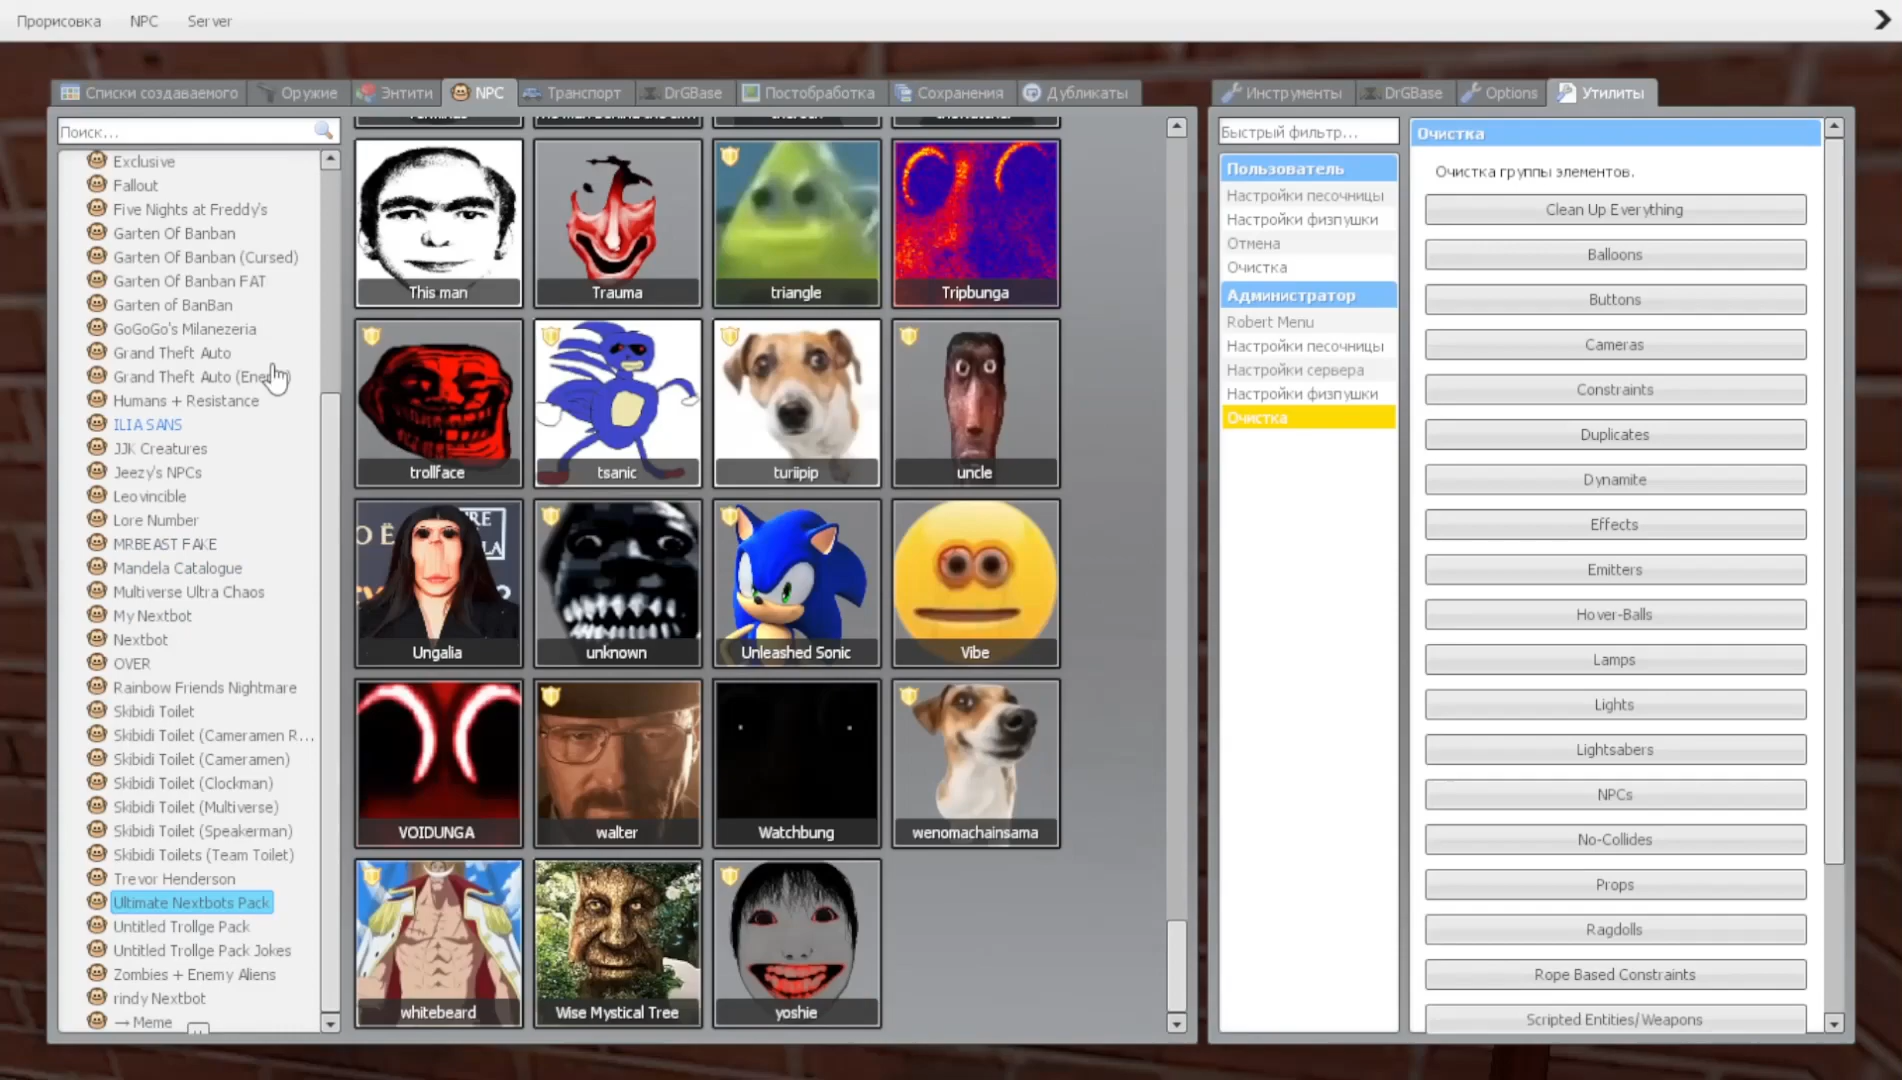 Прорисовка NPC Server
Списки создаваемого Оружие Энтити NPC Транспорт DrGBase Постобработка Сохранения Дубликаты
Инструменты DrGBase Options Утилиты
Поиск...
Exclusive
Fallout
Five Nights at Freddy's
Garten Of Banban
Garten Of Banban (Cursed)
Garten Of Banban FAT
Garten of BanBan
GoGoGo's Milanezeria
Grand Theft Auto
Grand Theft Auto
Humans + Resistance
ILIA SANS
JJK Creatures
Jeezy's NPCs
Leovincible
Lore Number
MRBEAST FAKE
Mandela Catalogue
Multiverse Ultra Chaos
My Nextbot
Nextbot
OVER
Rainbow Friends Nightmare
Skibidi Toilet
Skibidi Toilet (Cameramen R...
Skibidi Toilet (Cameramen)
Skibidi Toilet (Clockman)
Skibidi Toilet (Multiverse)
Skibidi Toilet (Speakerman)
Skibidi Toilets (Team Toilet)
Trevor Henderson
Ultimate Nextbots Pack
Untitled Trollge Pack
Untitled Trollge Pack Jokes
Zombies + Enemy Aliens
rindy Nextbot
→ Meme
This man Trauma triangle Tripbunga
trollface tsanic turiipip uncle
Ungalia unknown Unleashed Sonic Vibe
VOIDUNGA walter Watchbung wenomachainsama
whitebeard Wise Mystical Tree yoshie
Быстрый фильтр...
Пользователь
Настройки песочницы
Настройки физпушки
Отмена
Очистка
Администратор
Robert Menu
Настройки песочницы
Настройки сервера
Настройки физпушки
Очистка
Очистка
Очистка группы элементов.
Clean Up Everything
Balloons
Buttons
Cameras
Constraints
Duplicates
Dynamite
Effects
Emitters
Hover-Balls
Lamps
Lights
Lightsabers
NPCs
No-Collides
Props
Ragdolls
Rope Based Constraints
Scripted Entities/Weapons